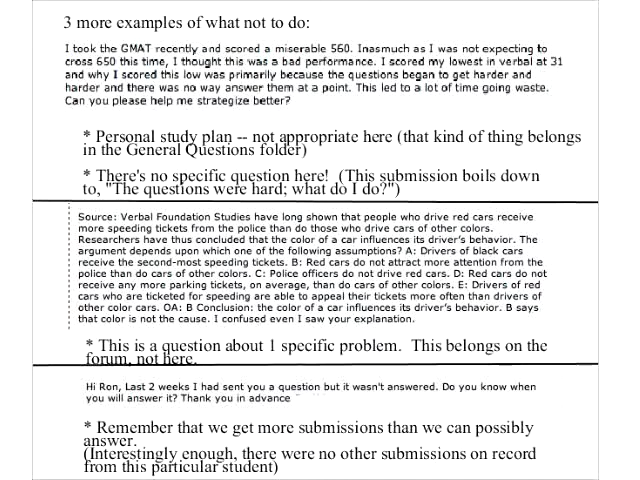 3 more examples of what not to do:
I took the GMAT recently and scored a miserable 560. Inasmuch as I was not expecting to
cross 650 this time, I thought this was a bad performance. I scored my lowest in verbal at 31
and why I scored this low was primarily because the questions began to get harder and
harder and there was no way answer them at a point. This led to a lot of time going waste.
Can you please help me strategize better?
* Personal study plan -- not appropriate here (that kind of thing belongs
in the General Questions folder)
* There's no specific question here!  (This submission boils down
to, "The questions were hard; what do I do?")
Source: Verbal Foundation Studies have long shown that people who drive red cars receive
more speeding tickets from the police than do those who drive cars of other colors.
Researchers have thus concluded that the color of a car influences its driver's behavior. The
argument depends upon which one of the following assumptions? A: Drivers of black cars
receive the second-most speeding tickets. B: Red cars do not attract more attention from the
police than do cars of other colors. C: Police officers do not drive red cars. D: Red cars do not
receive any more parking tickets, on average, than do cars of other colors. E: Drivers of red
cars who are ticketed for speeding are able to appeal their tickets more often than drivers of
other color cars. OA: B Conclusion: the color of a car influences its driver's behavior. B says
that color is not the cause. I confused even I saw your explanation.
* This is a question about 1 specific problem.  This belongs on the
forum, not here.
Hi Ron, Last 2 weeks I had sent you a question but it wasn't answered. Do you know when
you will answer it? Thank you in advance
* Remember that we get more submissions than we can possibly
answer.
(Interestingly enough, there were no other submissions on record
from this particular student)